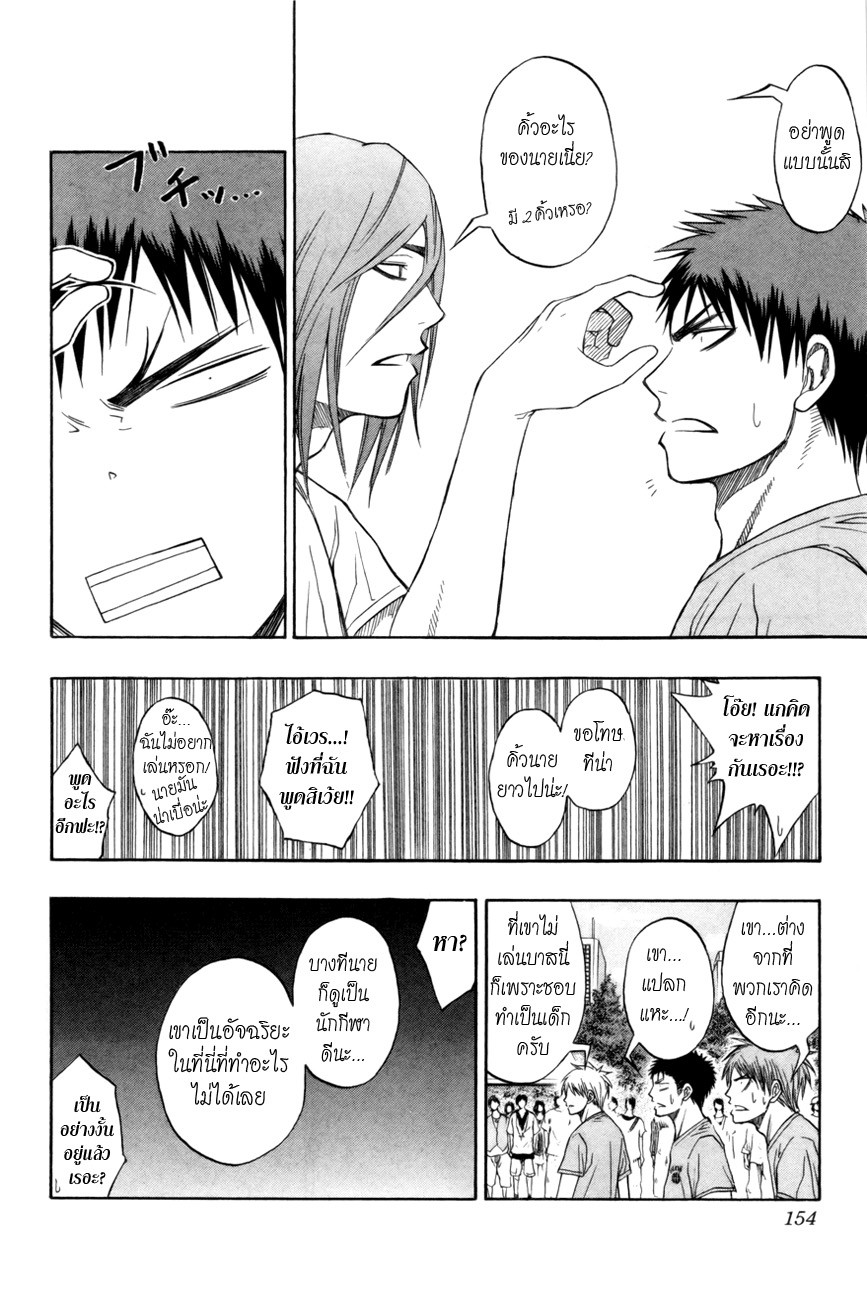 อย่าพูด
แบบนั้นสิ
คิ้วอะไร
ของนายเนี่ย?
มี 2 คิ้วเหรอ?
ブチッ...
โอ๊ย! แกคิด
จะหาเรื่อง
กันเรอะ!!?
ขอโทษ
ทีน่า
คิ้วนาย
ยาวไปน่ะ!
ไอ้เวร...!
ฟังที่ฉัน
พูดสิเว้ย!!
อ๊ะ...
ฉันไม่อยาก
เล่นหรอก!
นายมัน
น่าเบื่อน่ะ
พูด
อะไร
อีกฟะ!?
เขา...ต่าง
จากที่
พวกเราคิด
อีกนะ...
เขา...
แปลก
แหะ...!
ที่เขาไม่
เล่นบาสนี่
ก็เพราะชอบ
ทำเป็นเด็ก
ครับ
หา?
บางทีนาย
ก็ดูเป็น
นักกีฬา
ดีนะ...
เขาเป็นอัจฉริยะ
ในที่นี่ที่ทำอะไร
ไม่ได้เลย
เป็น
อย่างงั้น
อยู่แล้ว
เรอะ?
154